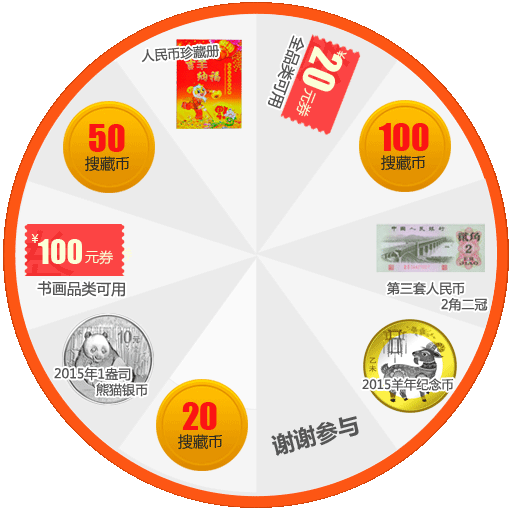 人民币珍藏册
羊羊
纳福
¥20元券
全品类可用
50
搜藏币
100
搜藏币
¥100元券
书画品类可用
中国人民银行
贰角
2
第三套人民币
2角二冠
10元
2015年1盎司
熊猫银币
乙未
2015羊年纪念币
20
搜藏币
谢谢参与